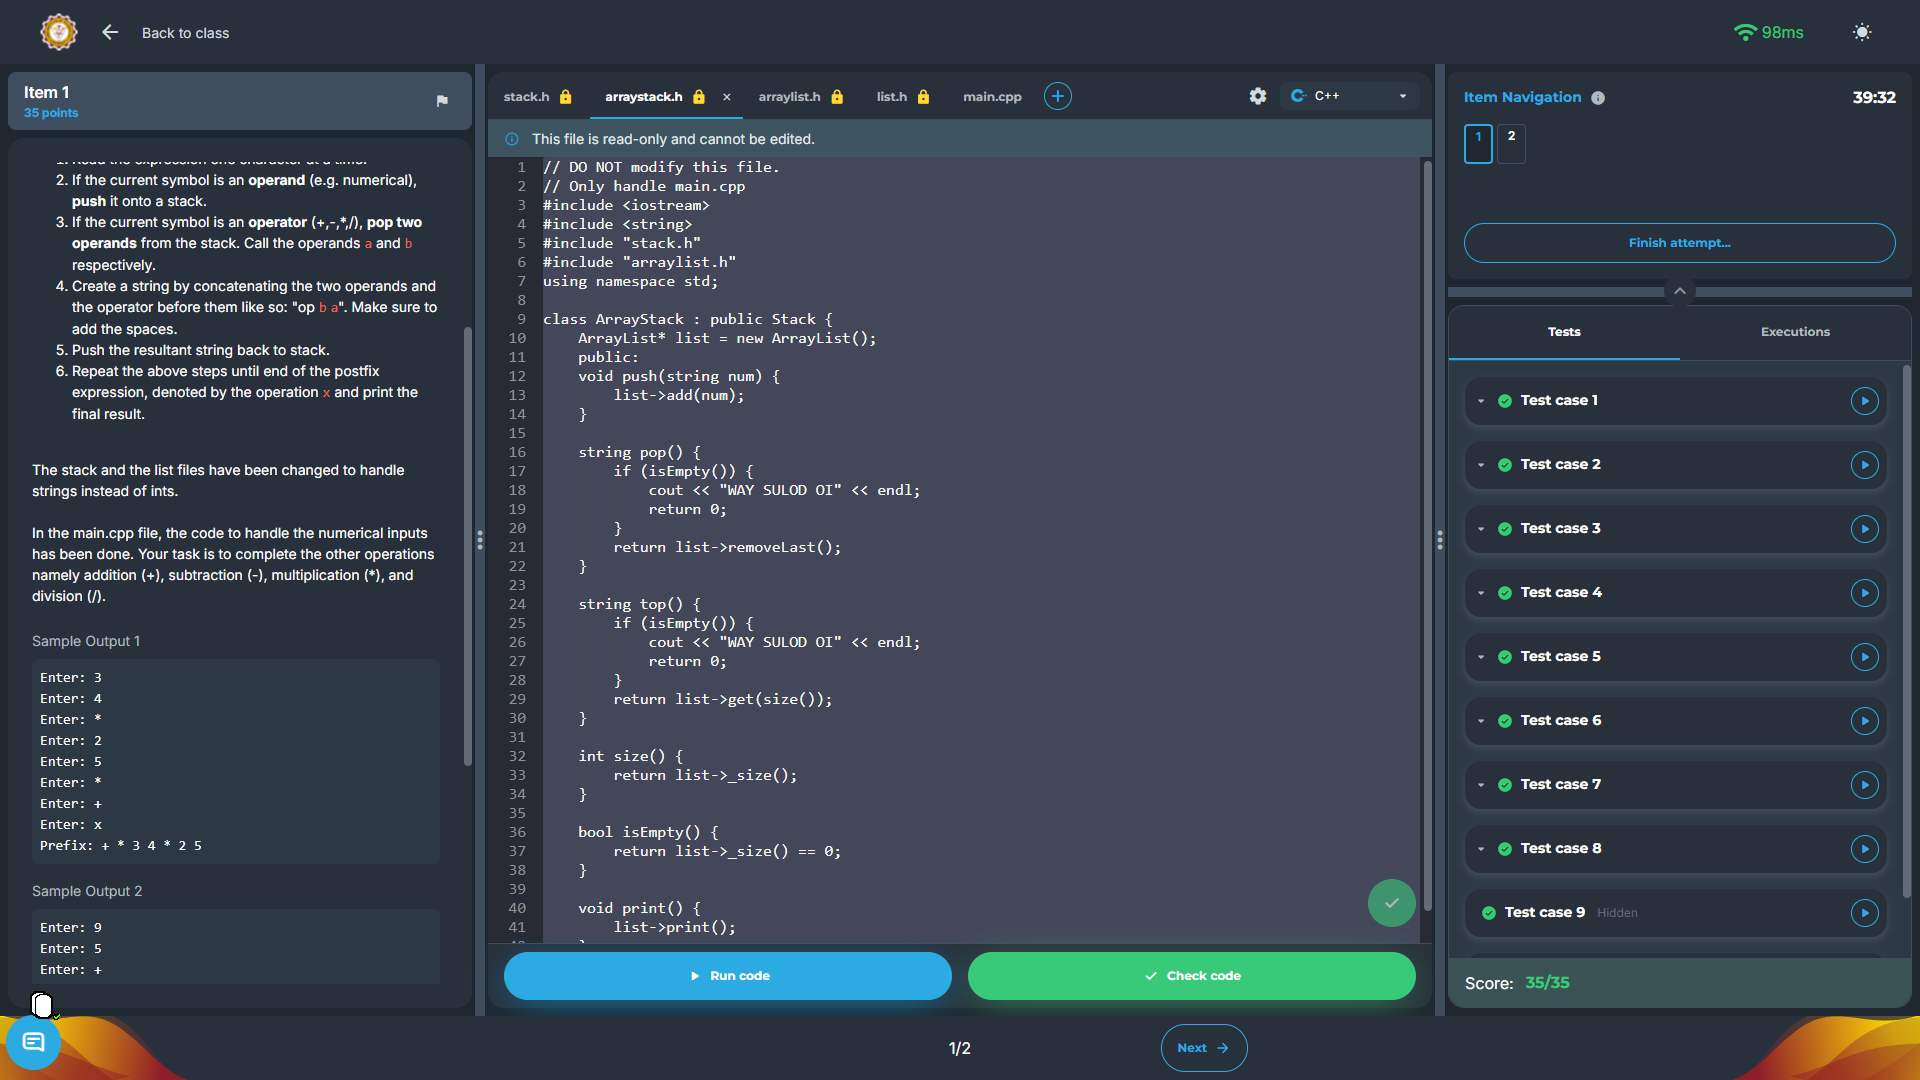 Back to class
98ms
Item 1
35 points
1. Read the expression one character at a time.
2. If the current symbol is an operand (e.g. numerical),
push it onto a stack.
3. If the current symbol is an operator (+,-,*,/), pop two
operands from the stack. Call the operands a and b
respectively.
4. Create a string by concatenating the two operands and
the operator before them like so: "op b a". Make sure to
add the spaces.
5. Push the resultant string back to stack.
6. Repeat the above steps until end of the postfix
expression, denoted by the operation x and print the
final result.
The stack and the list files have been changed to handle
strings instead of ints.
In the main.cpp file, the code to handle the numerical inputs
has been done. Your task is to complete the other operations
namely addition (+), subtraction (-), multiplication (*), and
division (/).
Sample Output 1
Enter: 3
Enter: 4
Enter: *
Enter: 2
Enter: 5
Enter: *
Enter: +
Enter: x
Prefix: + * 3 4 * 2 5
Sample Output 2
Enter: 9
Enter: 5
Enter: +
stack.h
arraystack.h
×
arraylist.h
list.h
main.cpp
C++
This file is read-only and cannot be edited.
1 // DO NOT modify this file.
2 // Only handle main.cpp
3 #include <iostream>
4 #include <string>
5 #include "stack.h"
6 #include "arraylist.h"
7 using namespace std;
8
9 class ArrayStack : public Stack {
10 ArrayList* list = new ArrayList();
11 public:
12 void push(string num) {
13 list->add(num);
14 }
15
16 string pop() {
17 if (isEmpty()) {
18 cout << "WAY SULOD OI" << endl;
19 return 0;
20 }
21 return list->removeLast();
22 }
23
24 string top() {
25 if (isEmpty()) {
26 cout << "WAY SULOD OI" << endl;
27 return 0;
28 }
29 return list->get(size());
30 }
31
32 int size() {
33 return list->_size();
34 }
35
36 bool isEmpty() {
37 return list->_size() == 0;
38 }
39
40 void print() {
41 list->print();
Run code
Check code
Item Navigation
39:32
1
2
Finish attempt...
Tests
Executions
Test case 1
Test case 2
Test case 3
Test case 4
Test case 5
Test case 6
Test case 7
Test case 8
Test case 9 Hidden
Score: 35/35
1/2
Next